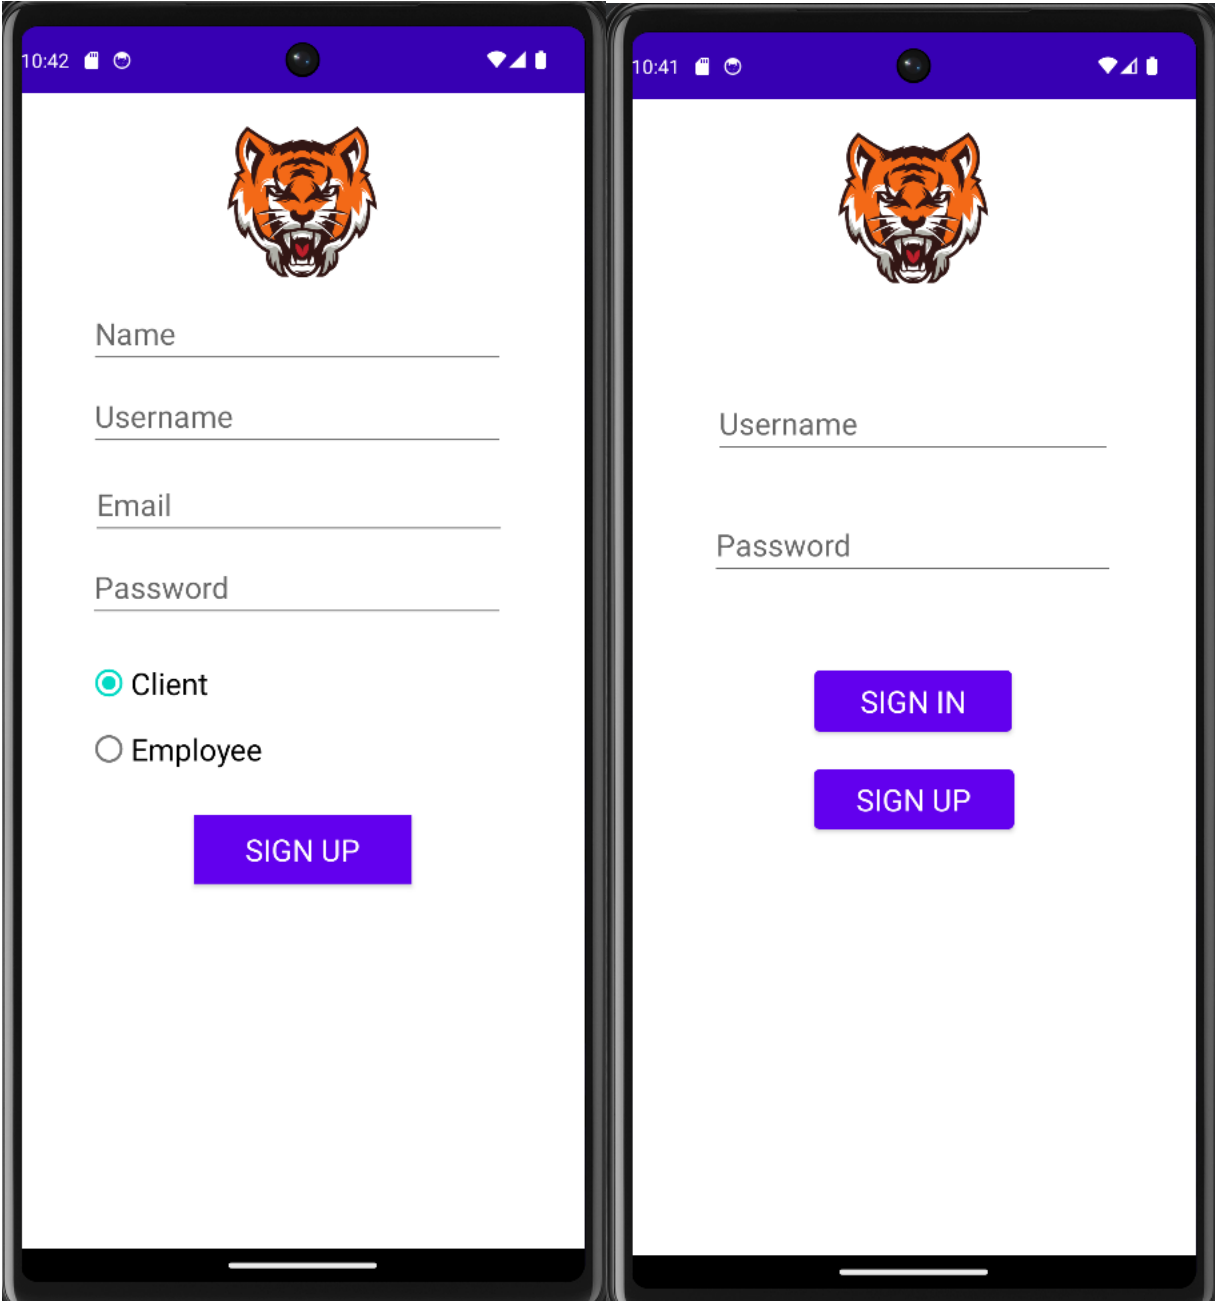 10:42
Name
Username
Email
Password
Client
Employee
SIGN UP
10:41
Username
Password
SIGN IN
SIGN UP